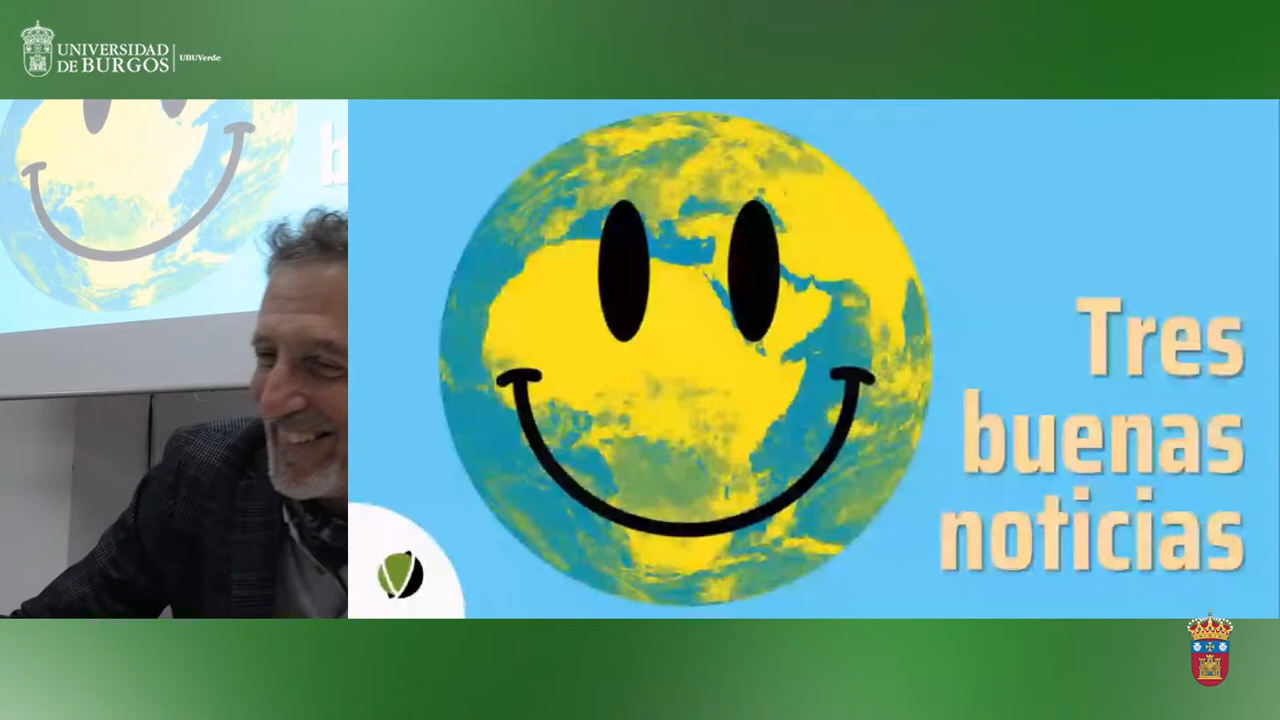 UNIVERSIDAD
DE BURGOS
UBUVerde
b
Tres
buenas
noticias